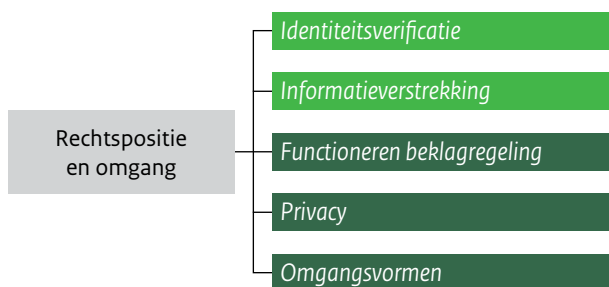 Identiteitsverificatie
Informatieverstrekking
Rechtspositie
en omgang
Functioneren beklagregeling
Privacy
Omgangsvormen